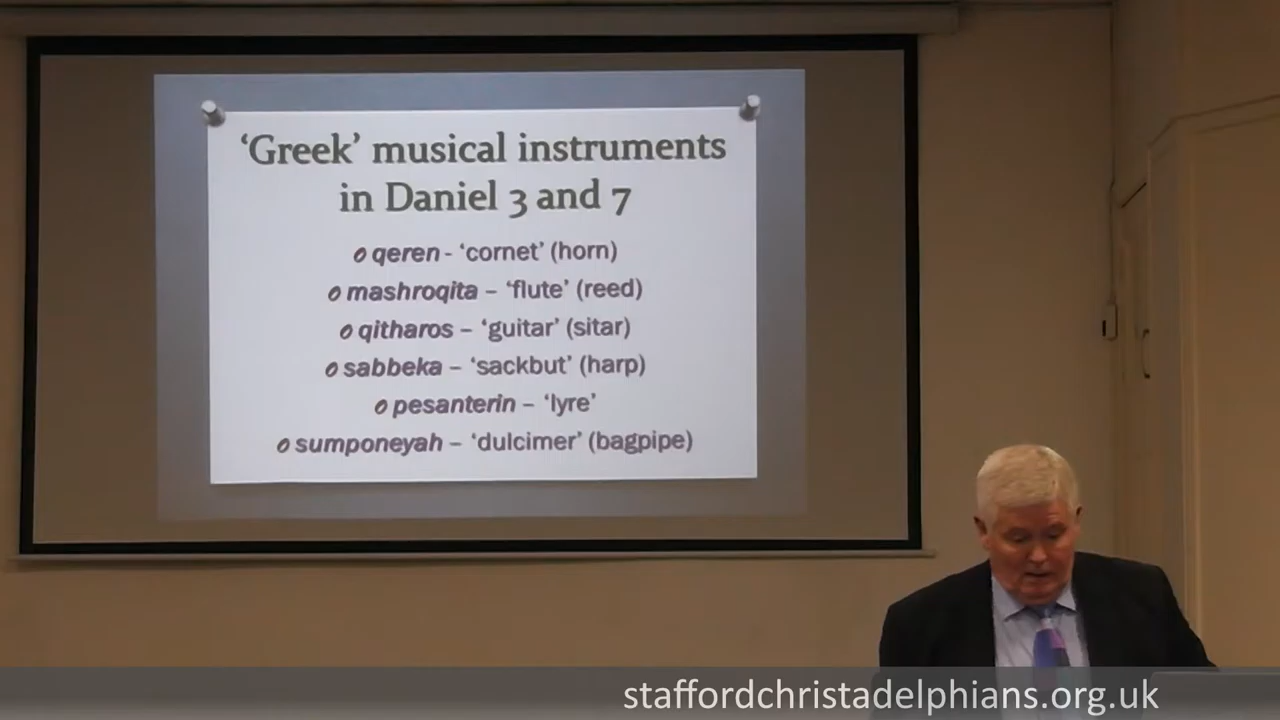 ‘Greek’ musical instruments
in Daniel 3 and 7
qeren - ‘cornet’ (horn)
mashroqita – ‘flute’ (reed)
qitharos – ‘guitar’ (sitar)
sabbeka – ‘sackbut’ (harp)
pesanterin – ‘lyre’
sumponeyah – ‘dulcimer’ (bagpipe)
staffordchristadelphians.org.uk